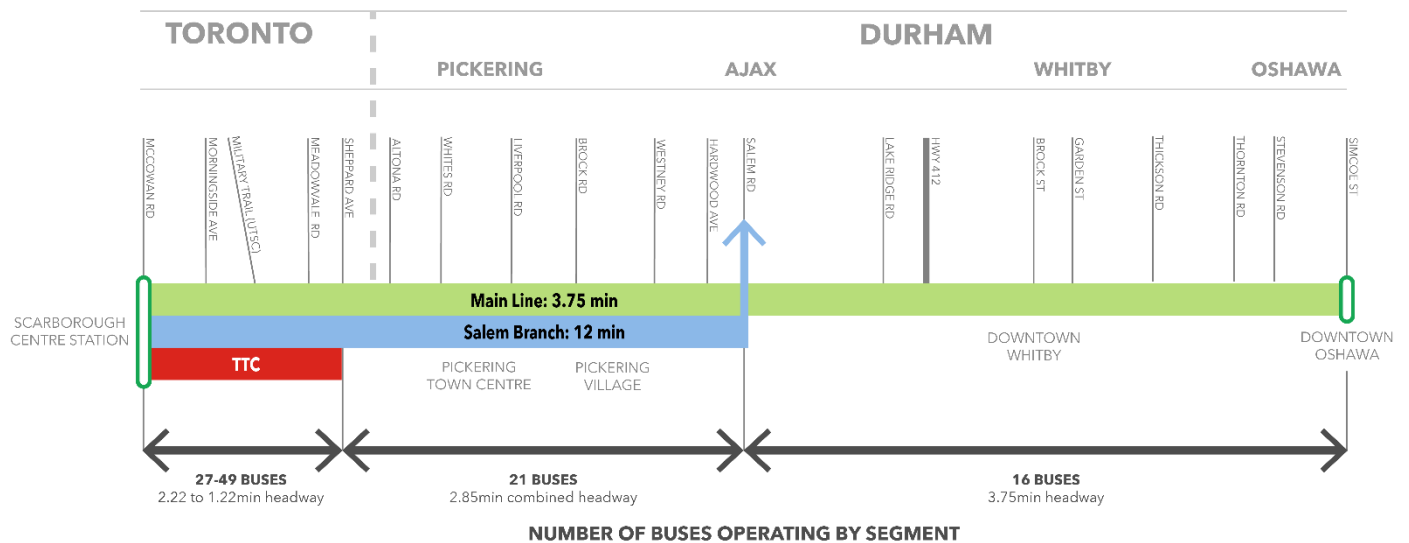 TORONTO
DURHAM
PICKERING
AJAX
WHITBY
OSHAWA
MCCOWAN RD
MORNINGSIDE AVE
MILITARY TRAIL (UTSC)
MEADOWVALE RD
SHEPPARD AVE
ALTONA RD
WHITES RD
LIVERPOOL RD
BROCK RD
WESTNEY RD
HARDWOOD AVE
SALEM RD
LAKE RIDGE RD
HWY 412
BROCK ST
GARDEN ST
THICKSON RD
THORNTON RD
STEVENSON RD
SIMCOE ST
Main Line: 3.75 min
Salem Branch: 12 min
TTC
SCARBOROUGH
CENTRE STATION
PICKERING
TOWN CENTRE
PICKERING
VILLAGE
DOWNTOWN
WHITBY
DOWNTOWN
OSHAWA
27-49 BUSES
2.22 to 1.22min headway
21 BUSES
2.85min combined headway
16 BUSES
3.75min headway
NUMBER OF BUSES OPERATING BY SEGMENT